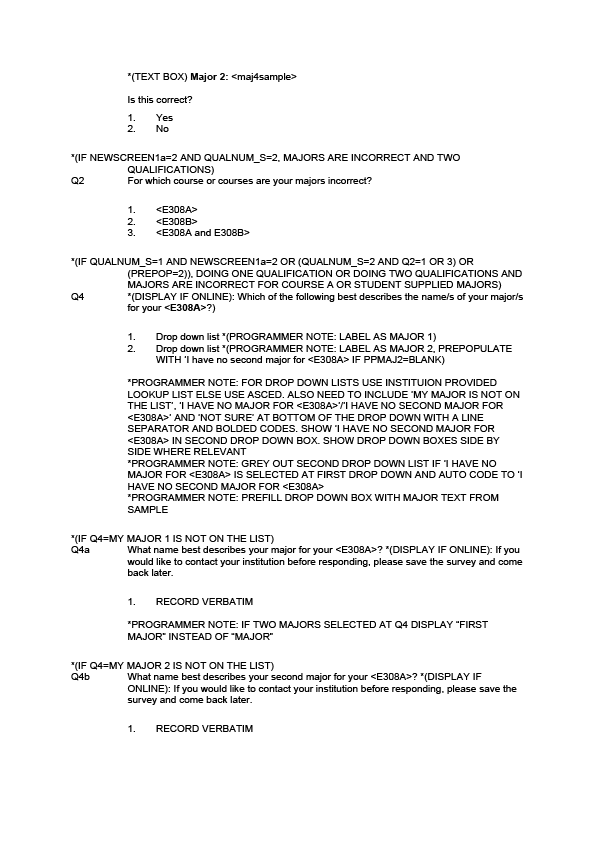 *(TEXT BOX) Major 2: <maj4sample>
Is this correct?
1. Yes
2. No
*(IF NEWSCREEN1a=2 AND QUALNUM_S=2, MAJORS ARE INCORRECT AND TWO
QUALIFICATIONS)
Q2 For which course or courses are your majors incorrect?
1. <E308A>
2. <E308B>
3. <E308A and E308B>
*(IF QUALNUM_S=1 AND NEWSCREEN1a=2 OR (QUALNUM_S=2 AND Q2=1 OR 3) OR
(PREPOP=2)), DOING ONE QUALIFICATION OR DOING TWO QUALIFICATIONS AND
MAJORS ARE INCORRECT FOR COURSE A OR STUDENT SUPPLIED MAJORS)
Q4 *(DISPLAY IF ONLINE): Which of the following best describes the name/s of your major/s
for your <E308A>?)
1. Drop down list *(PROGRAMMER NOTE: LABEL AS MAJOR 1)
2. Drop down list *(PROGRAMMER NOTE: LABEL AS MAJOR 2, PREPOPULATE
WITH 'I have no second major for <E308A> IF PPMAJ2=BLANK)
*PROGRAMMER NOTE: FOR DROP DOWN LISTS USE INSTITUION PROVIDED
LOOKUP LIST ELSE USE ASCED. ALSO NEED TO INCLUDE 'MY MAJOR IS NOT ON
THE LIST', 'I HAVE NO MAJOR FOR <E308A>'/'I HAVE NO SECOND MAJOR FOR
<E308A>' AND 'NOT SURE' AT BOTTOM OF THE DROP DOWN WITH A LINE
SEPARATOR AND BOLDED CODES. SHOW 'I HAVE NO SECOND MAJOR FOR
<E308A> IN SECOND DROP DOWN BOX. SHOW DROP DOWN BOXES SIDE BY
SIDE WHERE RELEVANT
*PROGRAMMER NOTE: GREY OUT SECOND DROP DOWN LIST IF 'I HAVE NO
MAJOR FOR <E308A> IS SELECTED AT FIRST DROP DOWN AND AUTO CODE TO 'I
HAVE NO SECOND MAJOR FOR <E308A>
*PROGRAMMER NOTE: PREFILL DROP DOWN BOX WITH MAJOR TEXT FROM
SAMPLE
*(IF Q4=MY MAJOR 1 IS NOT ON THE LIST)
Q4a What name best describes your major for your <E308A>? *(DISPLAY IF ONLINE): If you
would like to contact your institution before responding, please save the survey and come
back later.
1. RECORD VERBATIM
*PROGRAMMER NOTE: IF TWO MAJORS SELECTED AT Q4 DISPLAY "FIRST
MAJOR" INSTEAD OF "MAJOR"
*(IF Q4=MY MAJOR 2 IS NOT ON THE LIST)
Q4b What name best describes your second major for your <E308A>? *(DISPLAY IF
ONLINE): If you would like to contact your institution before responding, please save the
survey and come back later.
1. RECORD VERBATIM